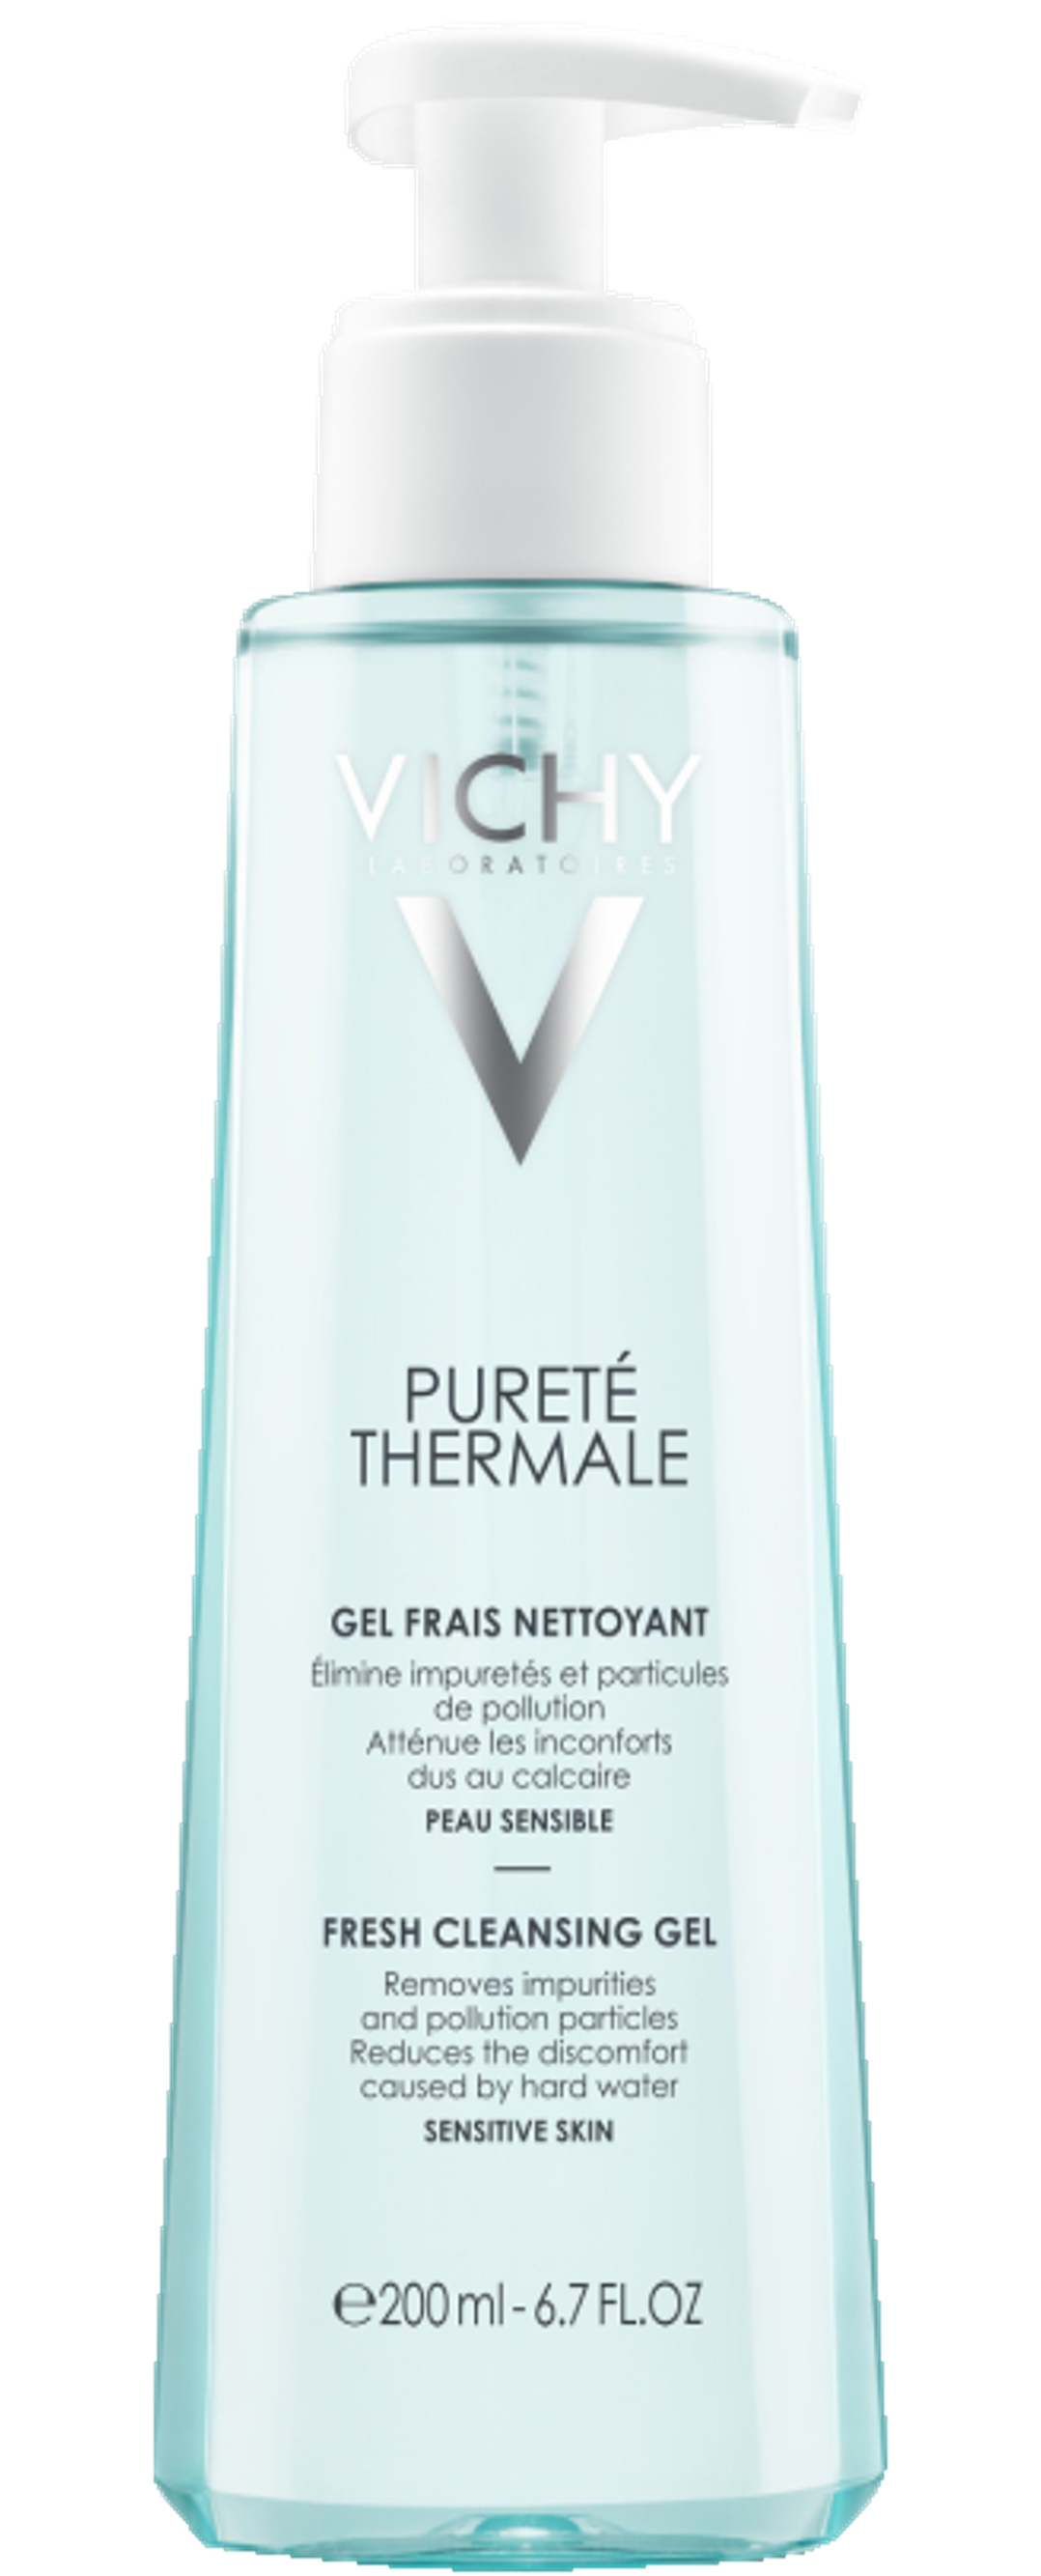 VICHY
LABORATOIRES
V
PURETÉ
THERMALE
GEL FRAIS NETTOYANT
Élimine impuretés et particules
de pollution
Atténue les inconforts
dus au calcaire
PEAU SENSIBLE
FRESH CLEANSING GEL
Removes impurities
and pollution particles
Reduces the discomfort
caused by hard water
SENSITIVE SKIN
℮200 ml - 6.7 FL.OZ